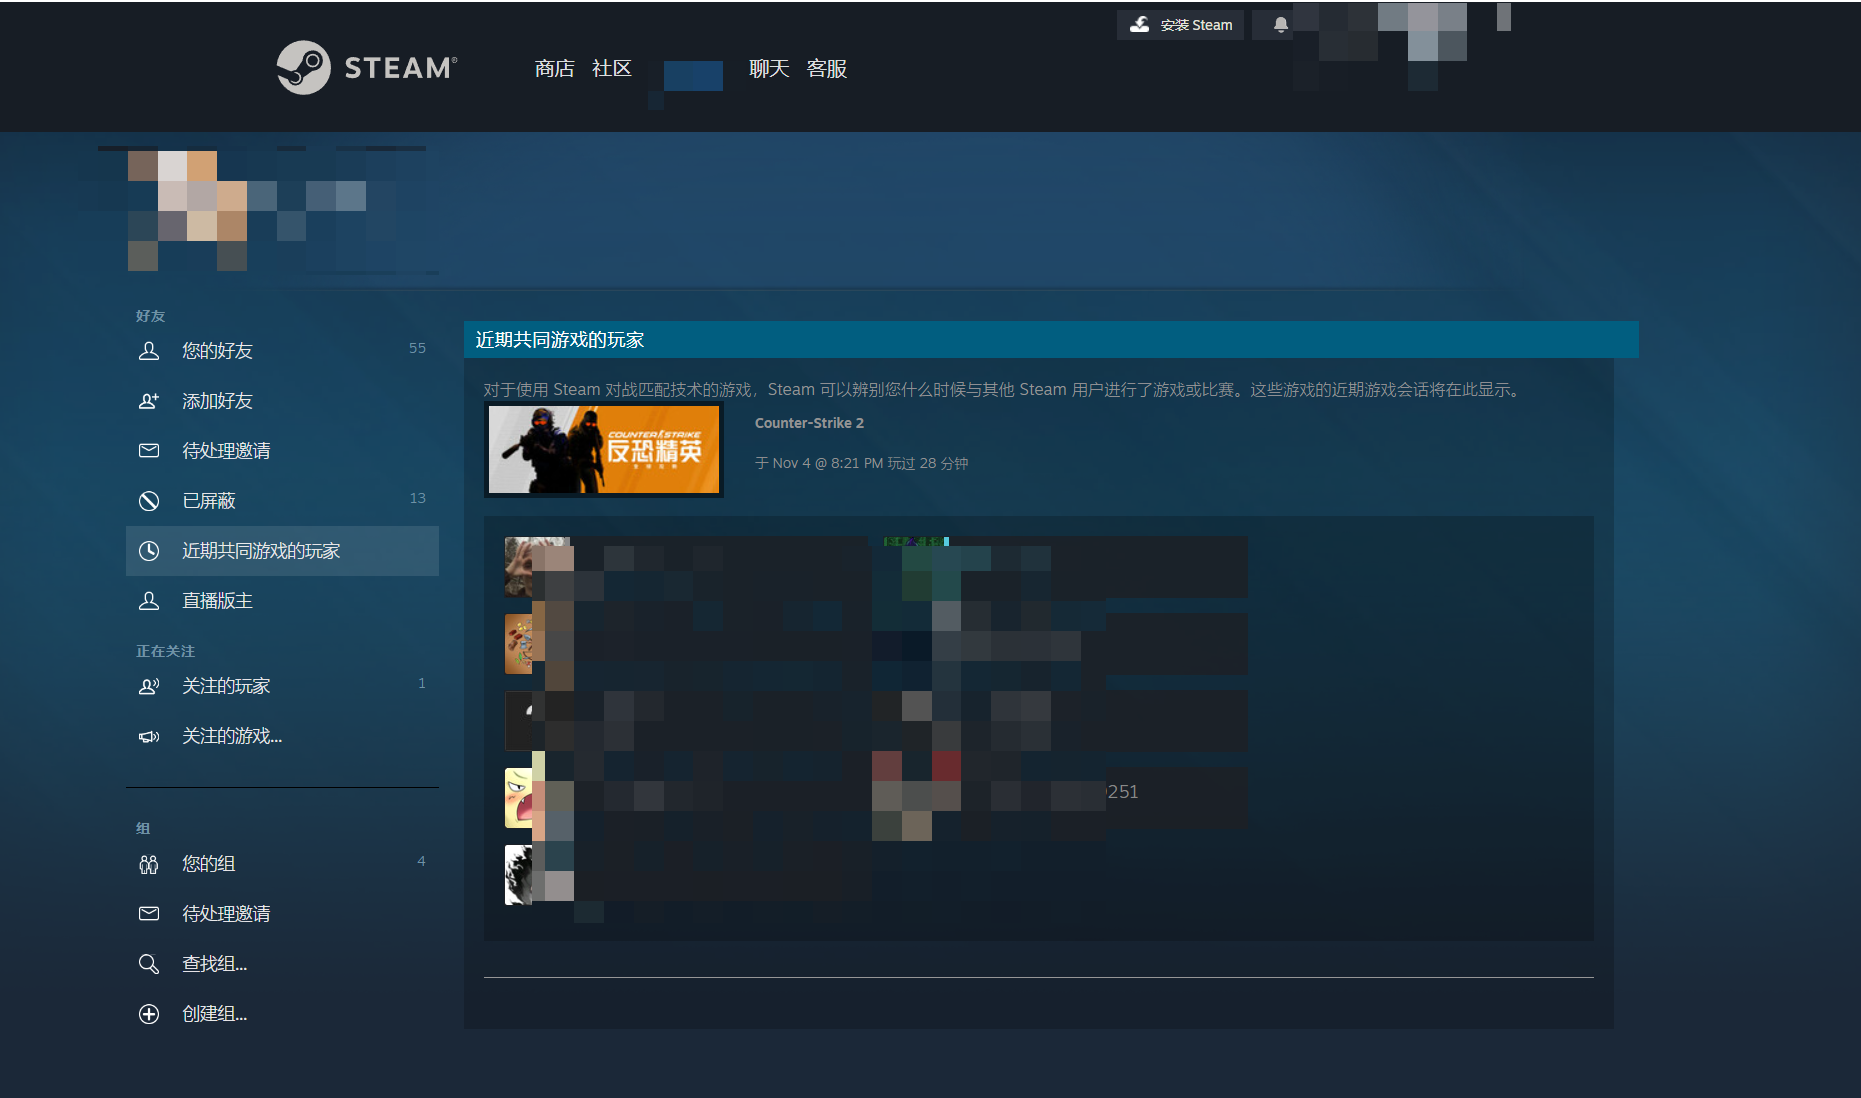 安装 Steam
STEAM®
商店 社区 聊天 客服
好友
您的好友 55
添加好友
待处理邀请
已屏蔽 13
近期共同游戏的玩家
直播版主
正在关注
关注的玩家 1
关注的游戏...
组
您的组 4
待处理邀请
查找组...
创建组...
近期共同游戏的玩家
对于使用 Steam 对战匹配技术的游戏，Steam 可以辨别您什么时候与其他 Steam 用户进行了游戏或比赛。这些游戏的近期游戏会话将在此显示。
COUNTER STRIKE
反恐精英
Counter-Strike 2
于 Nov 4 @ 8:21 PM 玩过 28 分钟
251